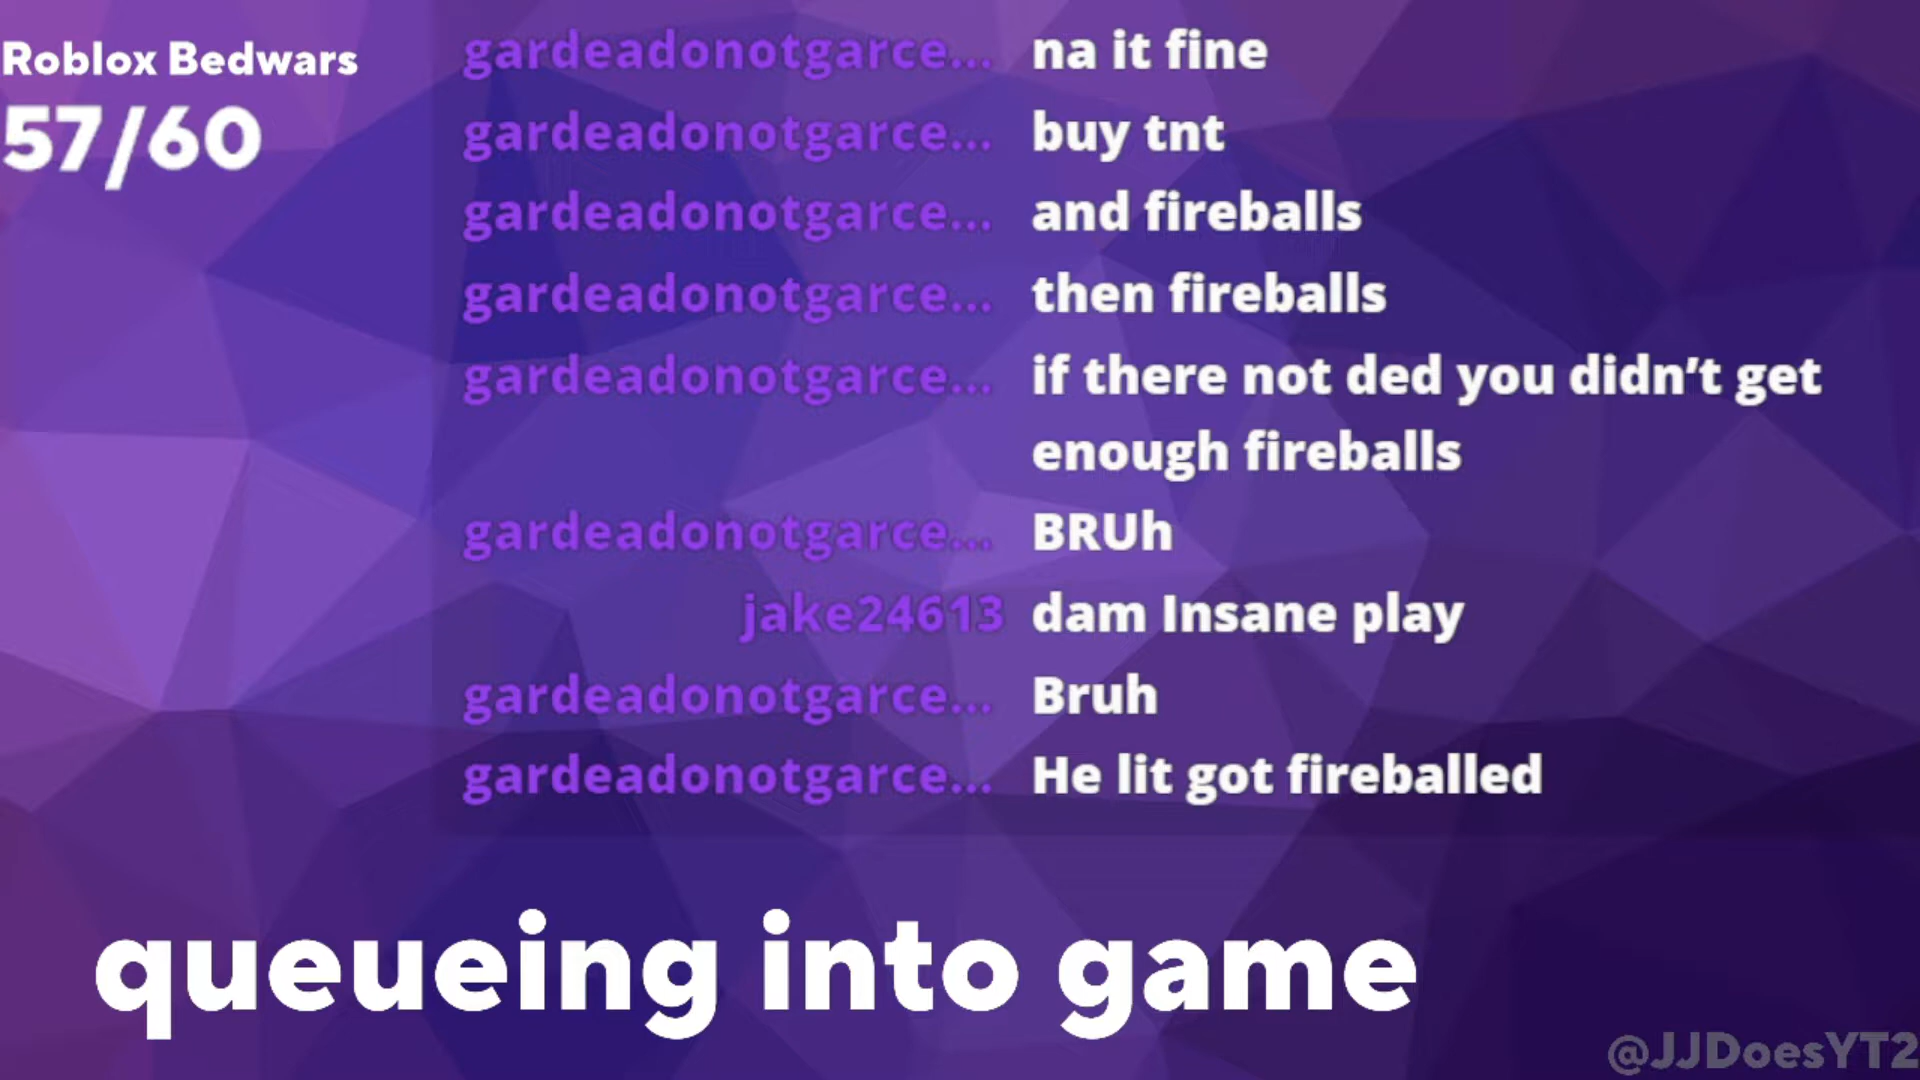 Roblox Bedwars
57/60
gardeadonotgarce... na it fine
gardeadonotgarce... buy tnt
gardeadonotgarce... and fireballs
gardeadonotgarce... then fireballs
gardeadonotgarce... if there not ded you didn’t get
enough fireballs
gardeadonotgarce... BRUh
jake24613 dam Insane play
gardeadonotgarce... Bruh
gardeadonotgarce... He lit got fireballed
queueing into game
@JJDoesYT2